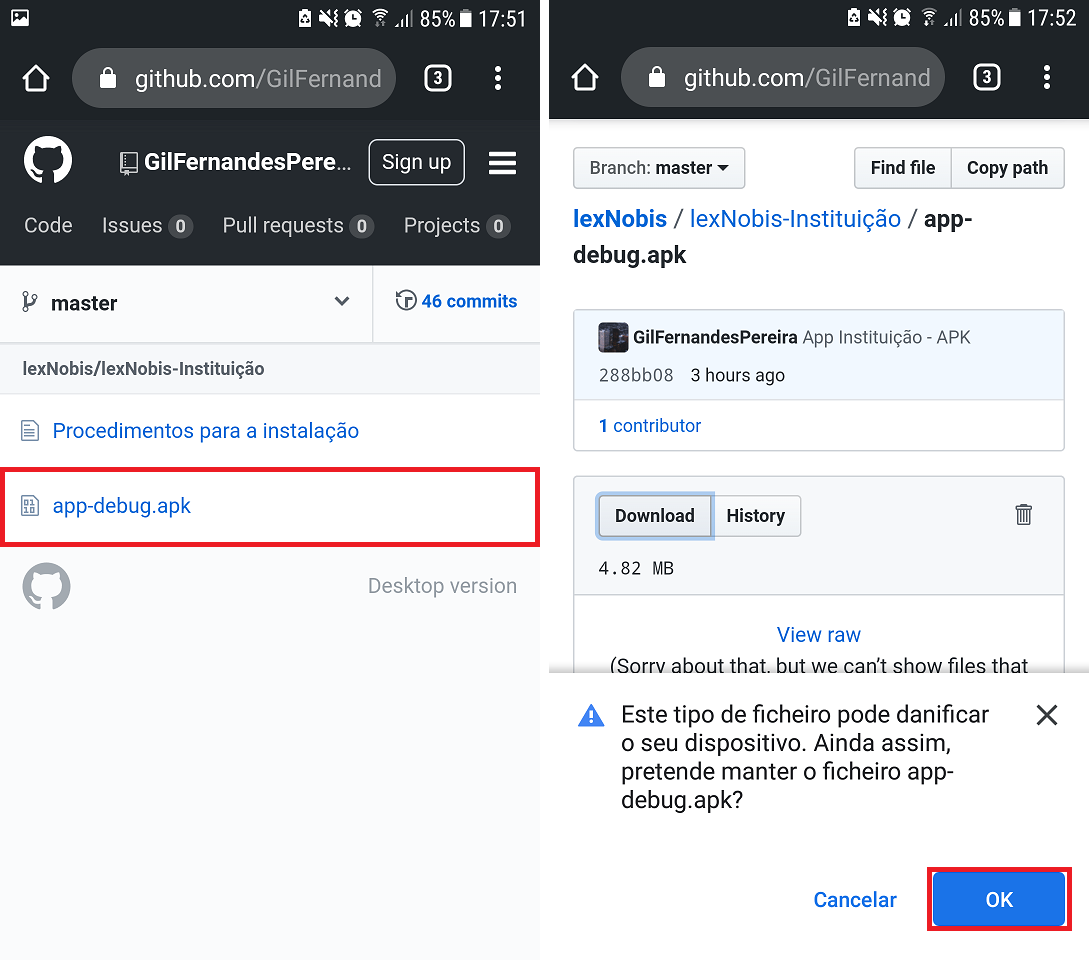 85% 17:51
github.com/GilFernand
3
GilFernandesPere...
Sign up
Code
Issues 0
Pull requests 0
Projects 0
master
46 commits
lexNobis/lexNobis-Instituição
Procedimentos para a instalação
app-debug.apk
Desktop version
85% 17:52
github.com/GilFernand
3
Branch: master
Find file
Copy path
lexNobis / lexNobis-Instituição / app-
debug.apk
GilFernandesPereira App Instituição - APK
288bb08 3 hours ago
1 contributor
Download
History
4.82 MB
View raw
(Sorry about that, but we can't show files that
Este tipo de ficheiro pode danificar
o seu dispositivo. Ainda assim,
pretende manter o ficheiro app-
debug.apk?
Cancelar
OK